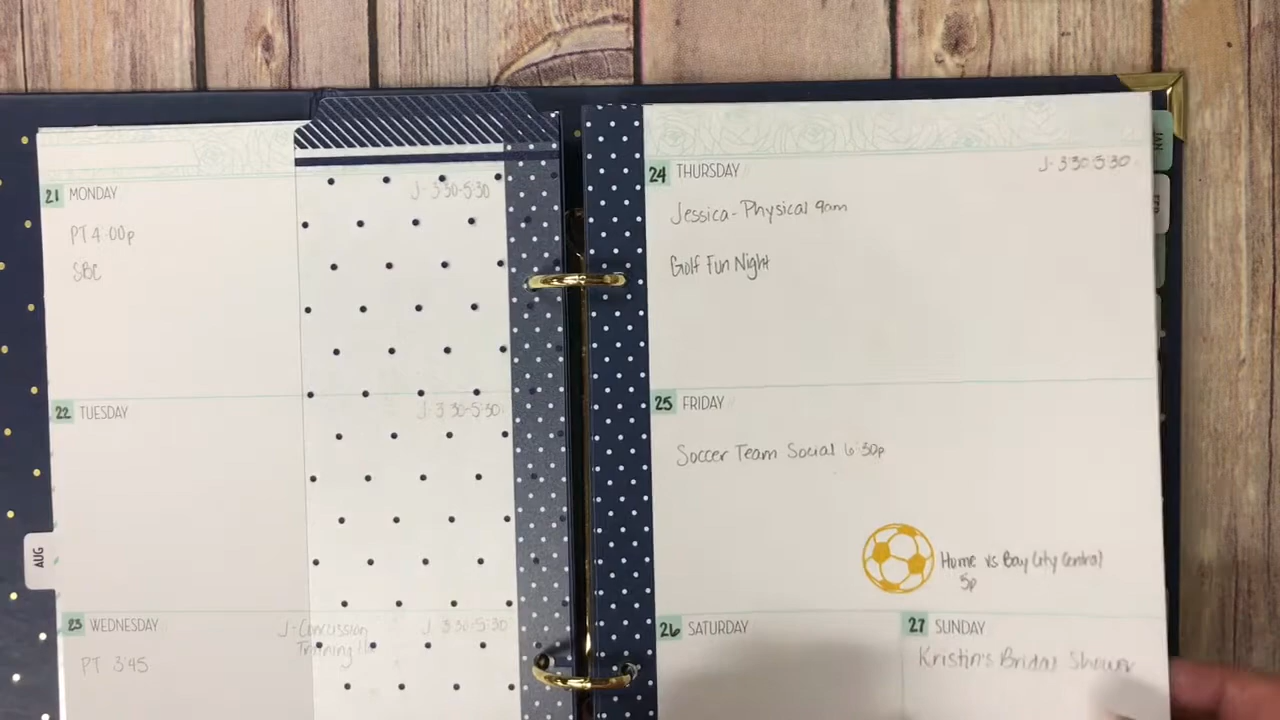 21 MONDAY
J- 3:30-5:30
PT 4:00p
SBC
22 TUESDAY
J- 3:30-5:30
AUG
23 WEDNESDAY
J-Concussion
Training
J 3:30-5:30
PT 3:45
24 THURSDAY
J- 3:30-5:30
Jessica- Physical 9am
Golf Fun Night
25 FRIDAY
Soccer Team Social 6:30p
Home vs Bay City Central
5p
26 SATURDAY
27 SUNDAY
Kristin's Bridal Shower
JAN
FEB